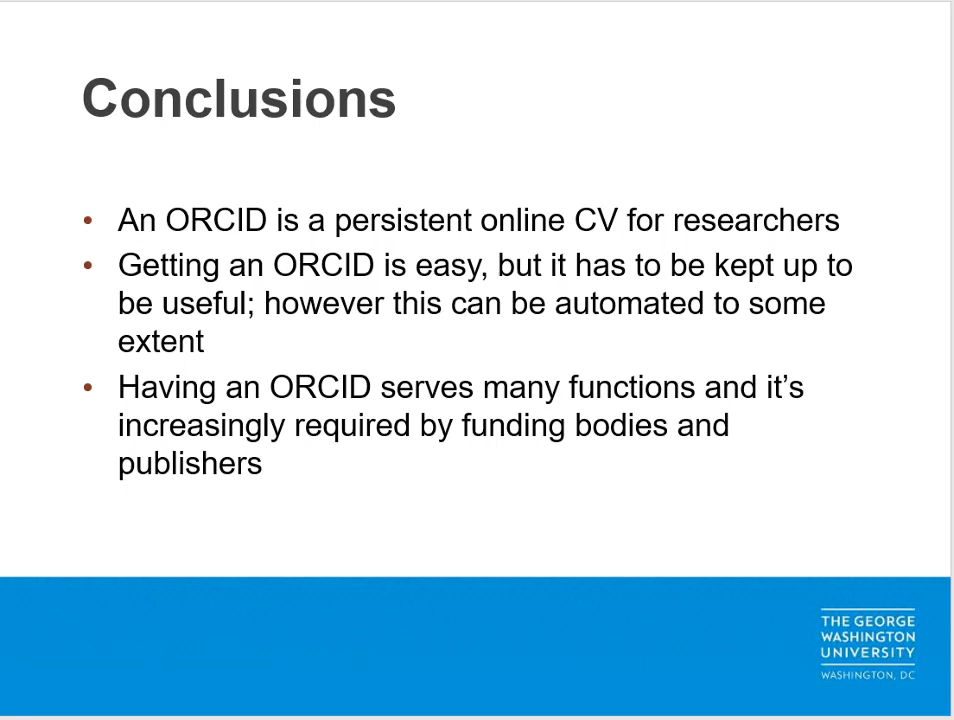 Conclusions
• An ORCID is a persistent online CV for researchers
• Getting an ORCID is easy, but it has to be kept up to
be useful; however this can be automated to some
extent
• Having an ORCID serves many functions and it’s
increasingly required by funding bodies and
publishers
THE GEORGE
WASHINGTON
UNIVERSITY
WASHINGTON, DC